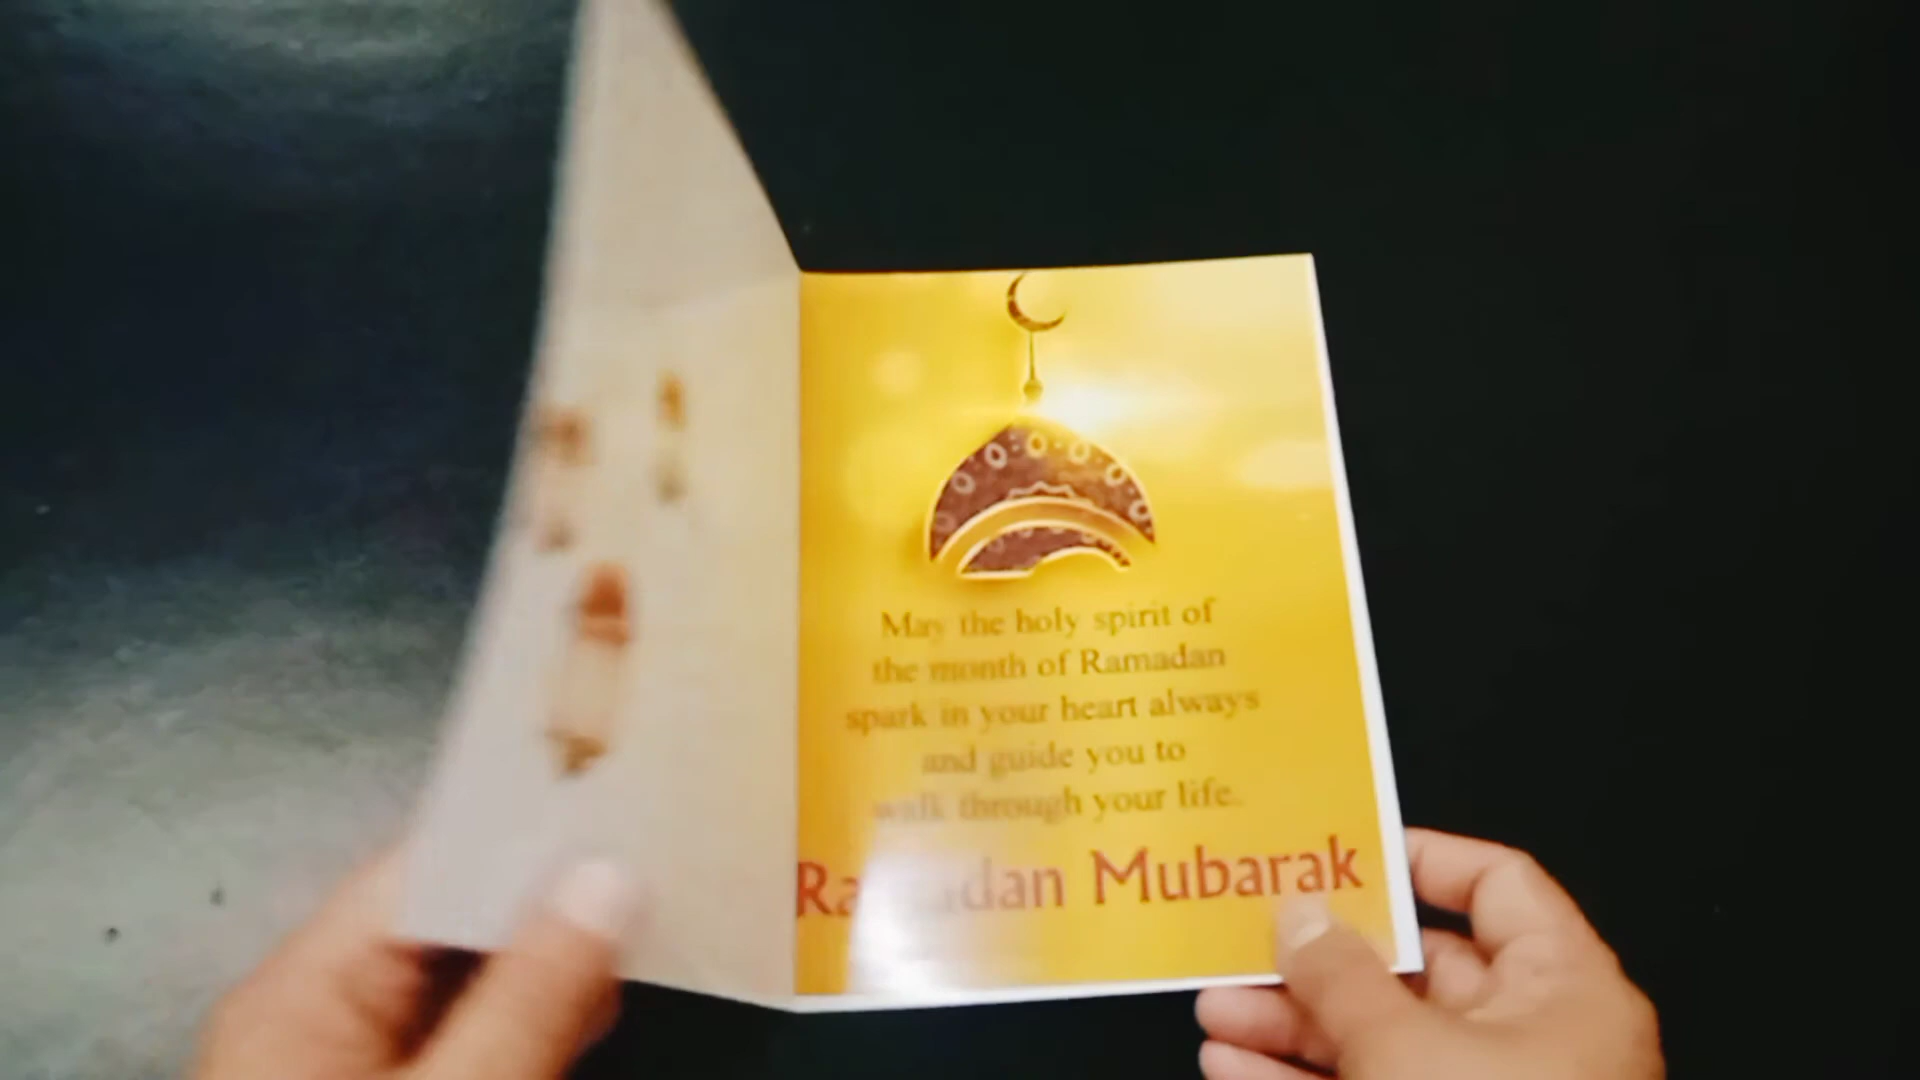 May the holy spirit of
the month of Ramadan
spark in your heart always
and guide you to
walk through your life.
Ramadan Mubarak